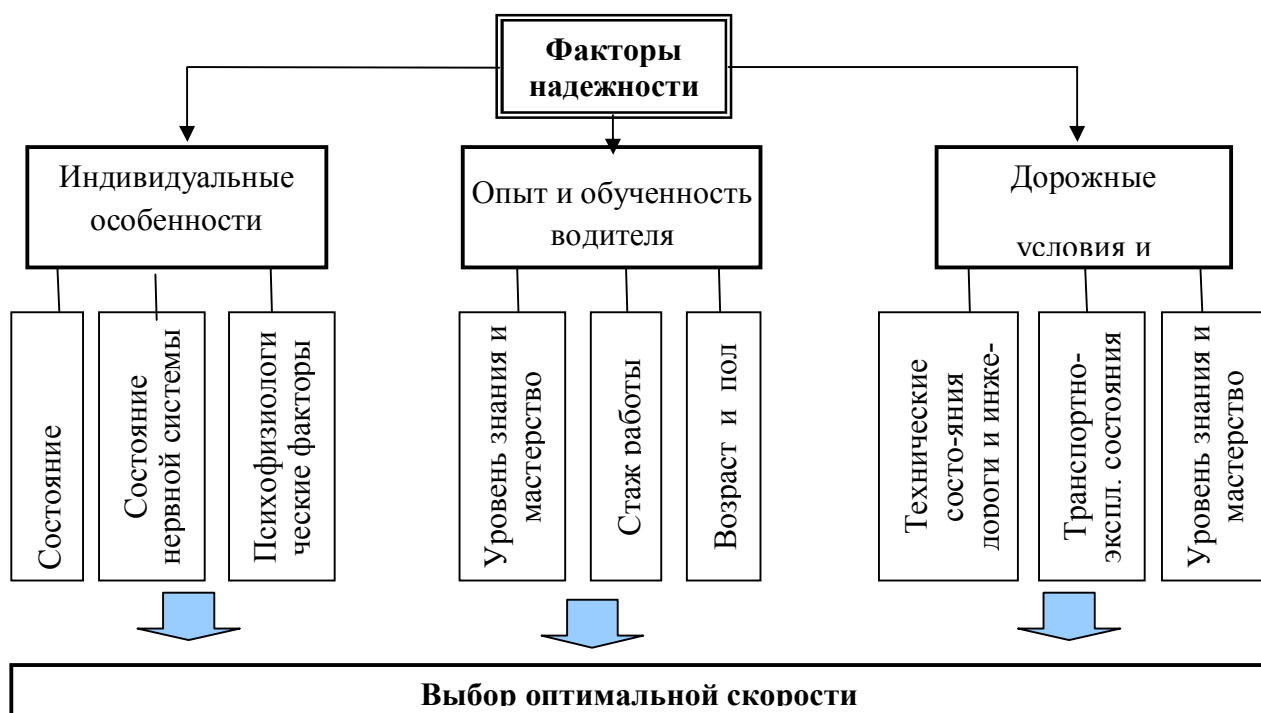 Факторы
надежности
Индивидуальные
особенности
Опыт и обученность
водителя
Дорожные
условия и
Состояние
Состояние
нервной системы
Психофизиологи
ческие факторы
Уровень знания и
мастерство
Стаж работы
Возраст и пол
Технические
состо-яния
дороги и инже-
Транспортно-
экспл. состояния
Уровень знания и
мастерство
Выбор оптимальной скорости